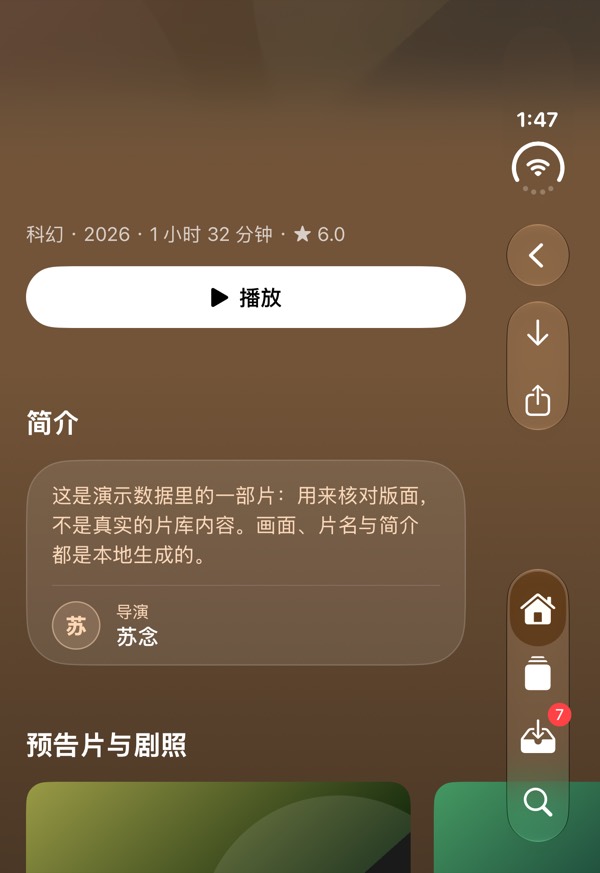 1:47
科幻 · 2026 · 1 小时 32 分钟 · ★ 6.0
播放
简介
这是演示数据里的一部片：用来核对版面，
不是真实的片库内容。画面、片名与简介
都是本地生成的。
苏
导演
苏念
7
预告片与剧照